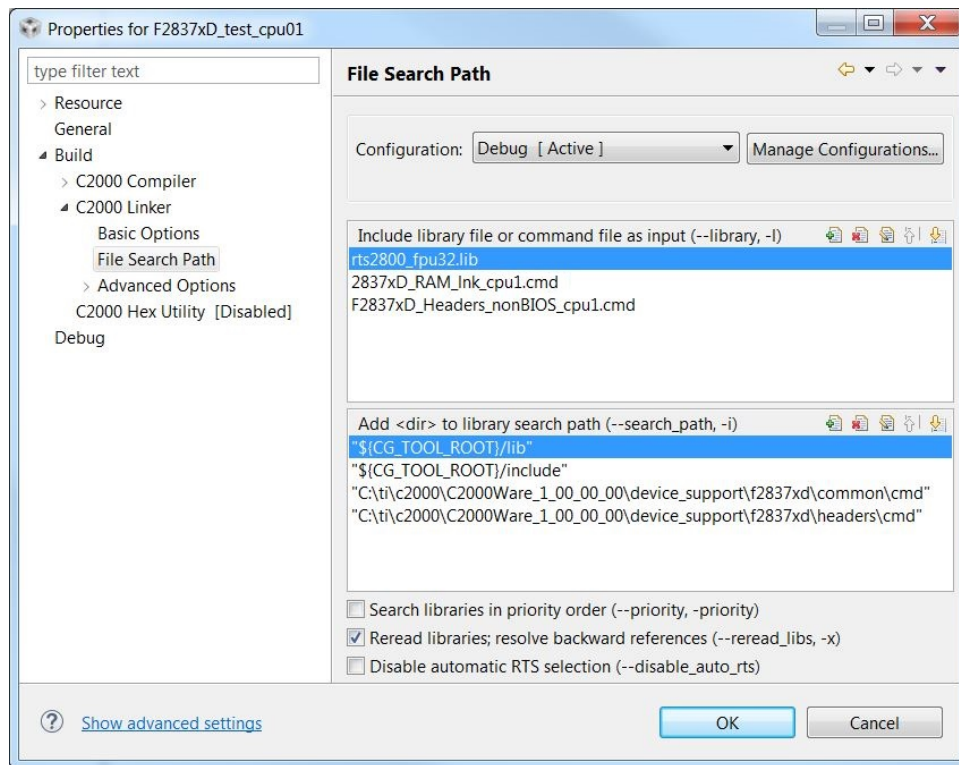 Properties for F2837xD_test_cpu01
type filter text
Resource
General
Build
C2000 Compiler
C2000 Linker
Basic Options
File Search Path
Advanced Options
C2000 Hex Utility [Disabled]
Debug
File Search Path
Configuration: Debug [ Active ] Manage Configurations...
Include library file or command file as input (--library, -l)
rts2800_fpu32.lib
2837xD_RAM_lnk_cpu1.cmd
F2837xD_Headers_nonBIOS_cpu1.cmd
Add <dir> to library search path (--search_path, -i)
"${CG_TOOL_ROOT}/lib"
"${CG_TOOL_ROOT}/include"
"C:\ti\c2000\C2000Ware_1_00_00_00\device_support\f2837xd\common\cmd"
"C:\ti\c2000\C2000Ware_1_00_00_00\device_support\f2837xd\headers\cmd"
Search libraries in priority order (--priority, -priority)
Reread libraries; resolve backward references (--reread_libs, -x)
Disable automatic RTS selection (--disable_auto_rts)
? Show advanced settings OK Cancel